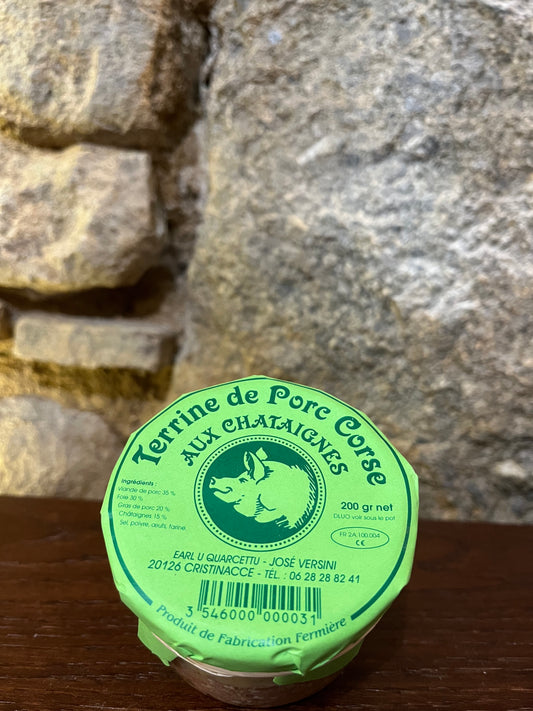 Terrine de Porc Corse
AUX CHATAIGNES
Ingrédients :
Viande de porc 35 %
Foie 30 %
Gras de porc 20 %
Châtaignes 15 %
Sel, poivre, œufs, farine.
200 gr net
DLUO voir sous le pot
FR 2A.100.004
CE
EARL U QUARCETTU - JOSÉ VERSINI
20126 CRISTINACCE - TÉL. : 06 28 28 82 41
3 546000 000031
Produit de Fabrication Fermière